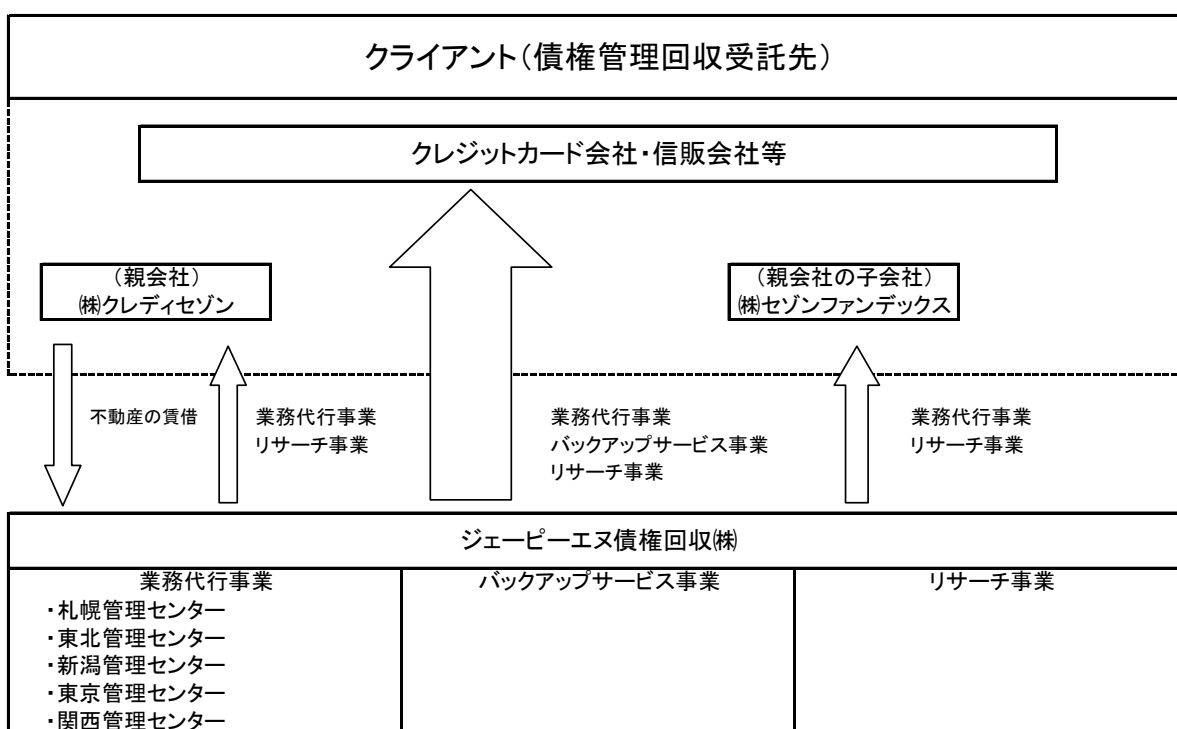 クライアント（債権管理回収受託先）
クレジットカード会社・信販会社等
（親会社）
㈱クレディセゾン
（親会社の子会社）
㈱セゾンファンデックス
不動産の賃借
業務代行事業
リサーチ事業
業務代行事業
バックアップサービス事業
リサーチ事業
業務代行事業
リサーチ事業
ジェーピーエヌ債権回収㈱
業務代行事業
・札幌管理センター
・東北管理センター
・新潟管理センター
・東京管理センター
・関西管理センター
バックアップサービス事業
リサーチ事業